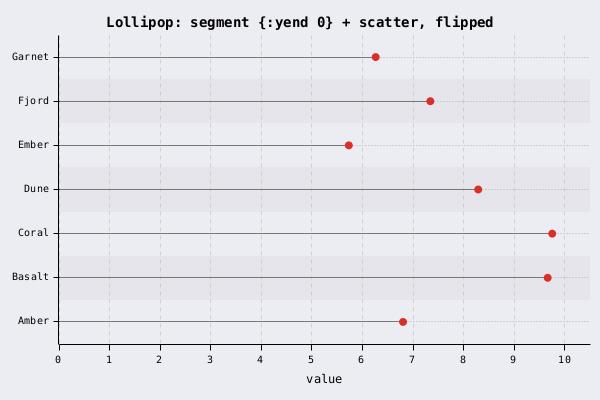 Lollipop: segment {:yend 0} + scatter, flipped
Garnet
Fjord
Ember
Dune
Coral
Basalt
Amber
0 1 2 3 4 5 6 7 8 9 10
value